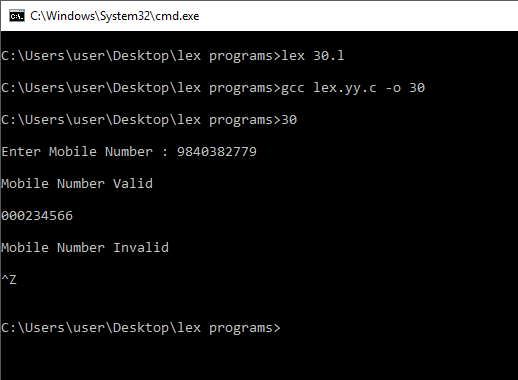 C:\Windows\System32\cmd.exe
C:\Users\user\Desktop\lex programs>lex 30.l
C:\Users\user\Desktop\lex programs>gcc lex.yy.c -o 30
C:\Users\user\Desktop\lex programs>30
Enter Mobile Number : 9840382779
Mobile Number Valid
000234566
Mobile Number Invalid
^Z
C:\Users\user\Desktop\lex programs>